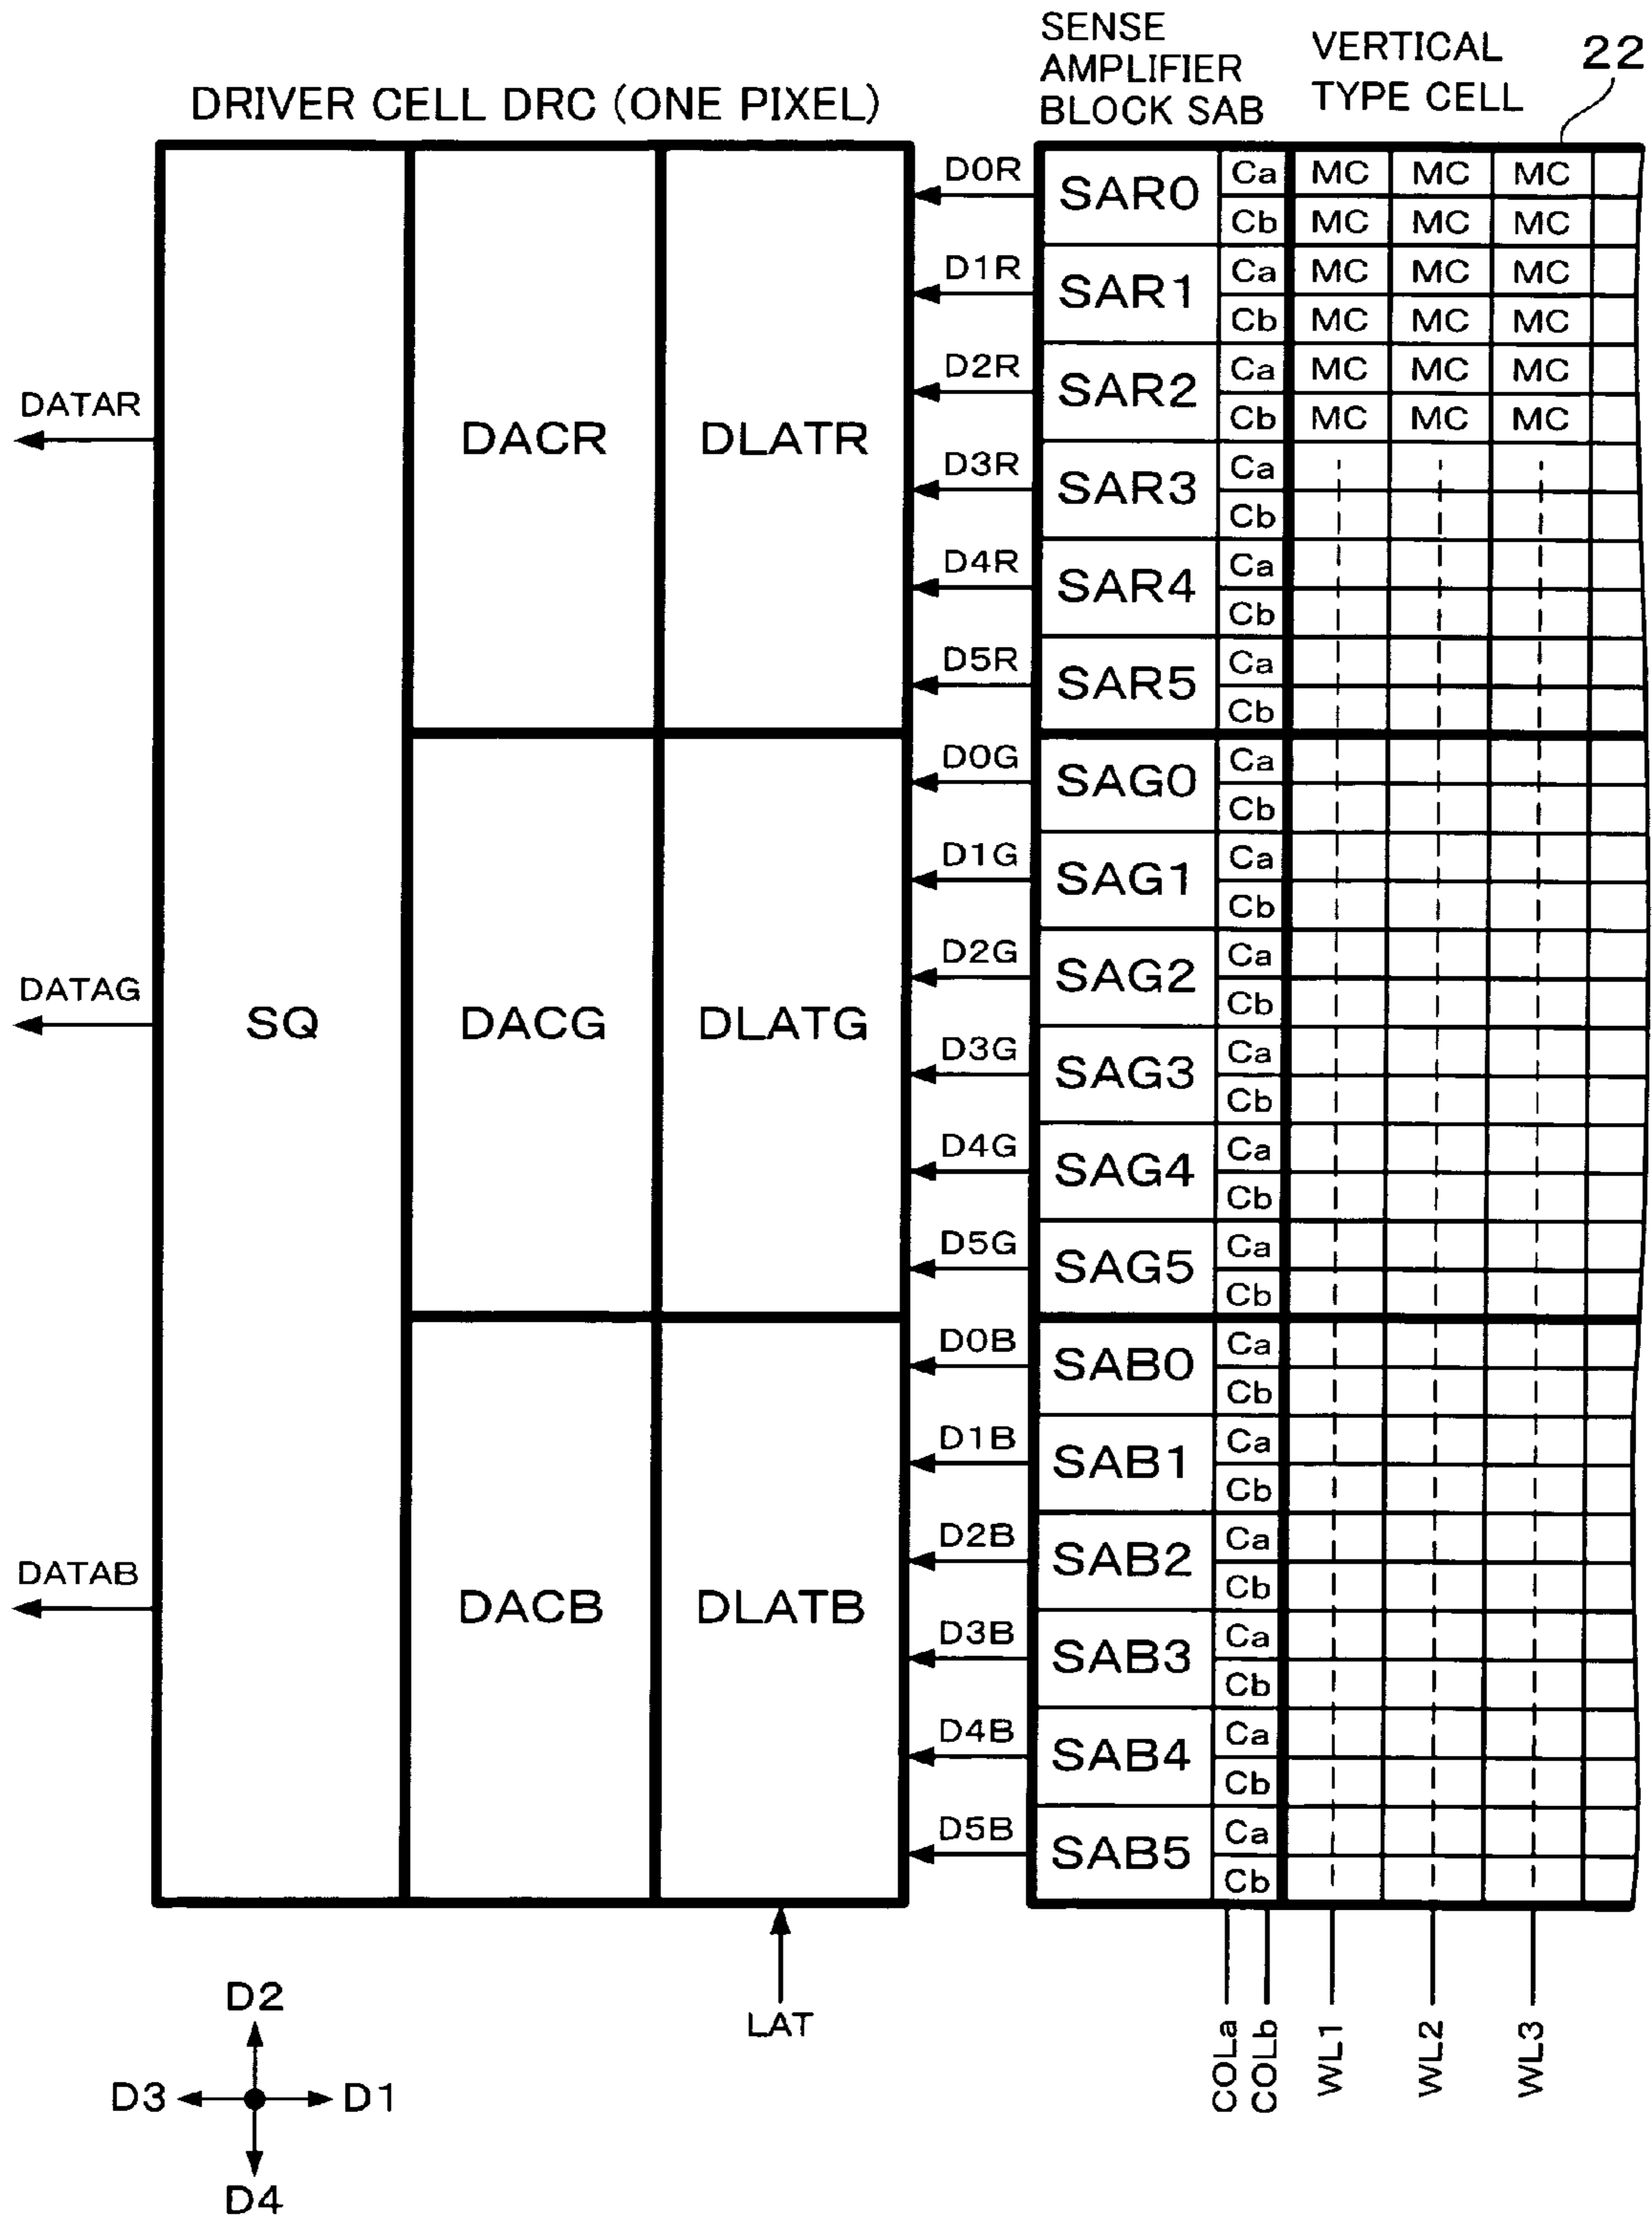 DRIVER CELL DRC (ONE PIXEL)
SENSE
AMPLIFIER
BLOCK SAB
VERTICAL
TYPE CELL
22
DATAR
DATAG
DATAB
SQ
DACR
DLATR
DACG
DLATG
DACB
DLATB
D0R
D1R
D2R
D3R
D4R
D5R
D0G
D1G
D2G
D3G
D4G
D5G
D0B
D1B
D2B
D3B
D4B
D5B
SAR0 Ca MC MC MC
Cb MC MC MC
SAR1 Ca MC MC MC
Cb MC MC MC
SAR2 Ca MC MC MC
Cb MC MC MC
SAR3 Ca
Cb
SAR4 Ca
Cb
SAR5 Ca
Cb
SAG0 Ca
Cb
SAG1 Ca
Cb
SAG2 Ca
Cb
SAG3 Ca
Cb
SAG4 Ca
Cb
SAG5 Ca
Cb
SAB0 Ca
Cb
SAB1 Ca
Cb
SAB2 Ca
Cb
SAB3 Ca
Cb
SAB4 Ca
Cb
SAB5 Ca
Cb
LAT
COLa
COLb
WL1
WL2
WL3
D2
D3
D1
D4